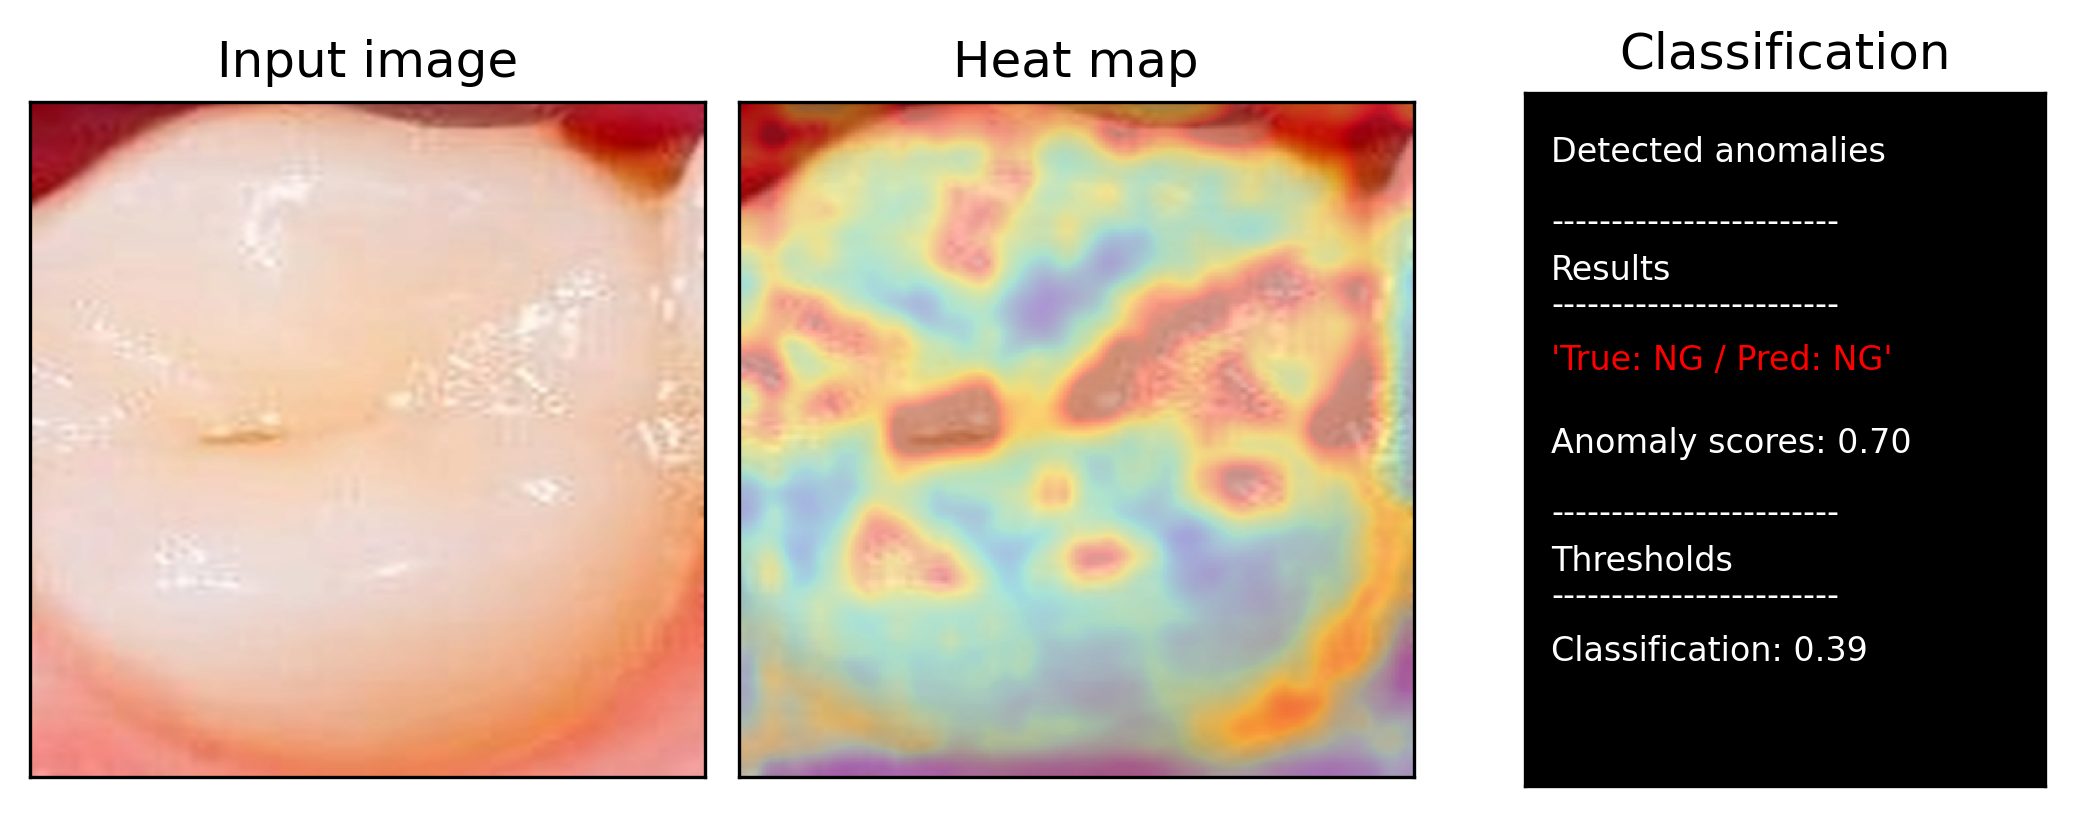 Input image
Heat map
Classification
Detected anomalies
------------------------
Results
------------------------
'True: NG / Pred: NG'
Anomaly scores: 0.70
------------------------
Thresholds
------------------------
Classification: 0.39